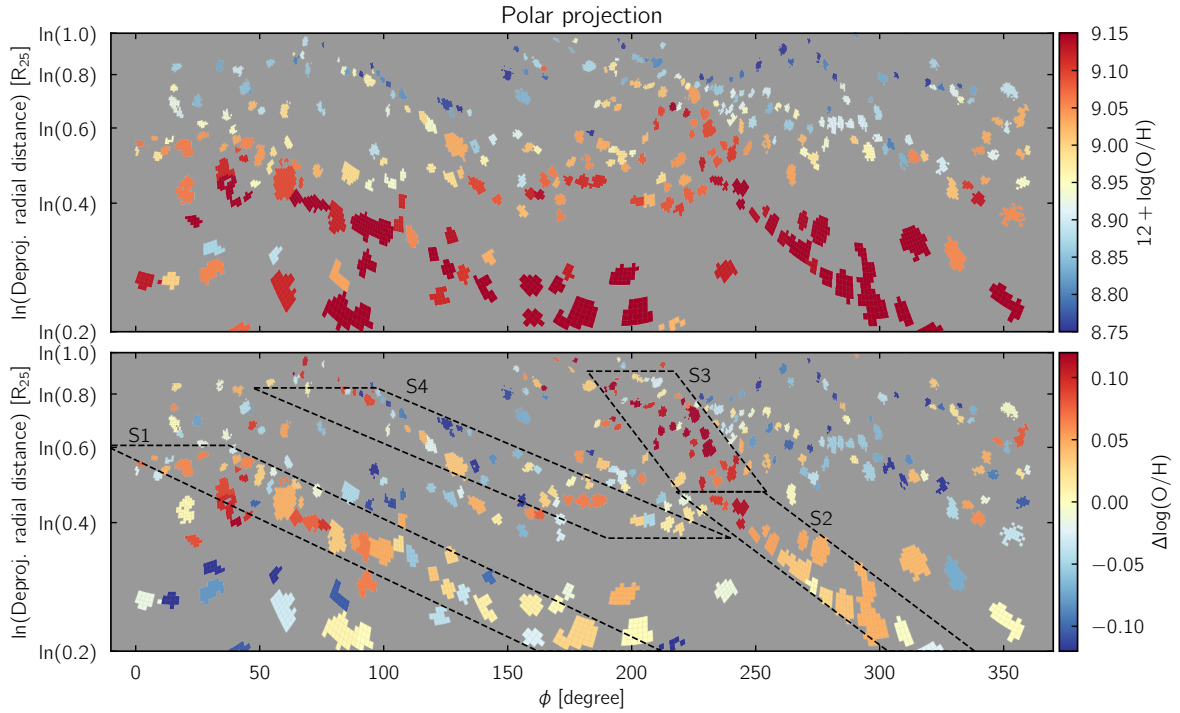 Polar projection
ln(1.0)
ln(0.8)
ln(0.6)
ln(0.4)
ln(0.2)
ln(Deproj. radial distance) [R₂₅]
9.15
9.10
9.05
9.00
8.95
8.90
8.85
8.80
8.75
12 + log(O/H)
ln(1.0)
ln(0.8)
ln(0.6)
ln(0.4)
ln(0.2)
ln(Deproj. radial distance) [R₂₅]
S4
S3
S1
S2
0.10
0.05
0.00
−0.05
−0.10
Δlog(O/H)
0 50 100 150 200 250 300 350
ϕ [degree]